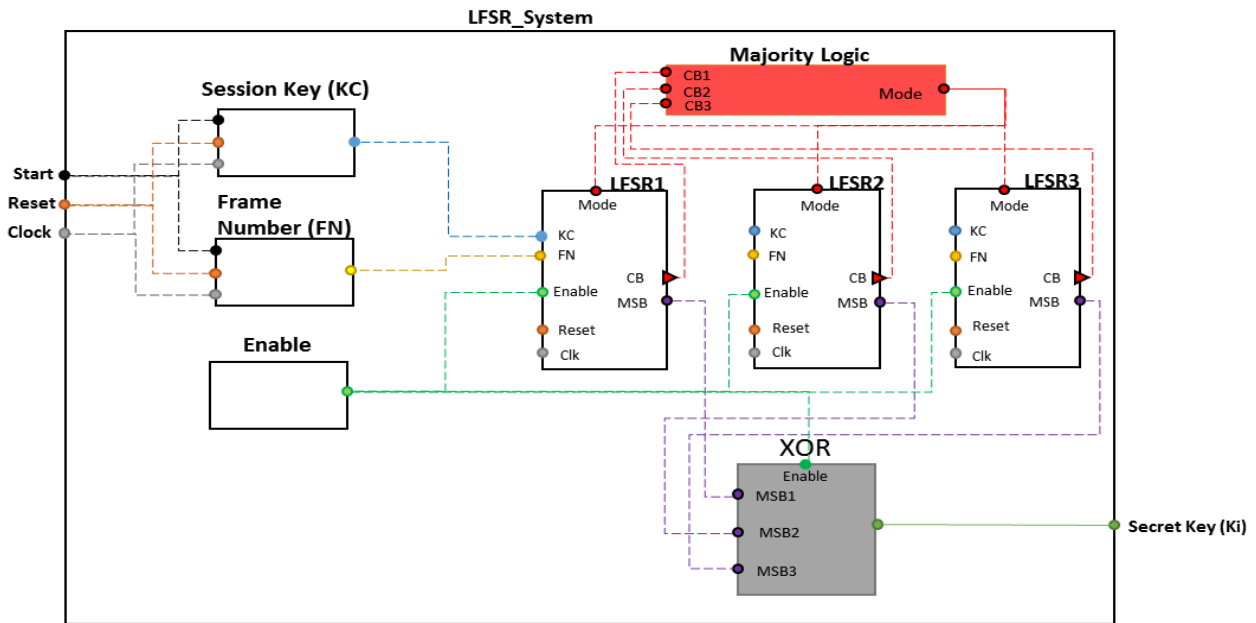 LFSR_System
Majority Logic
CB1
CB2
CB3
Mode
Session Key (KC)
Start
Reset
Clock
Frame
Number (FN)
Enable
LFSR1
Mode
KC
FN
Enable
Reset
Clk
CB
MSB
LFSR2
Mode
KC
FN
Enable
Reset
Clk
CB
MSB
LFSR3
Mode
KC
FN
Enable
Reset
Clk
CB
MSB
XOR
Enable
MSB1
MSB2
MSB3
Secret Key (Ki)